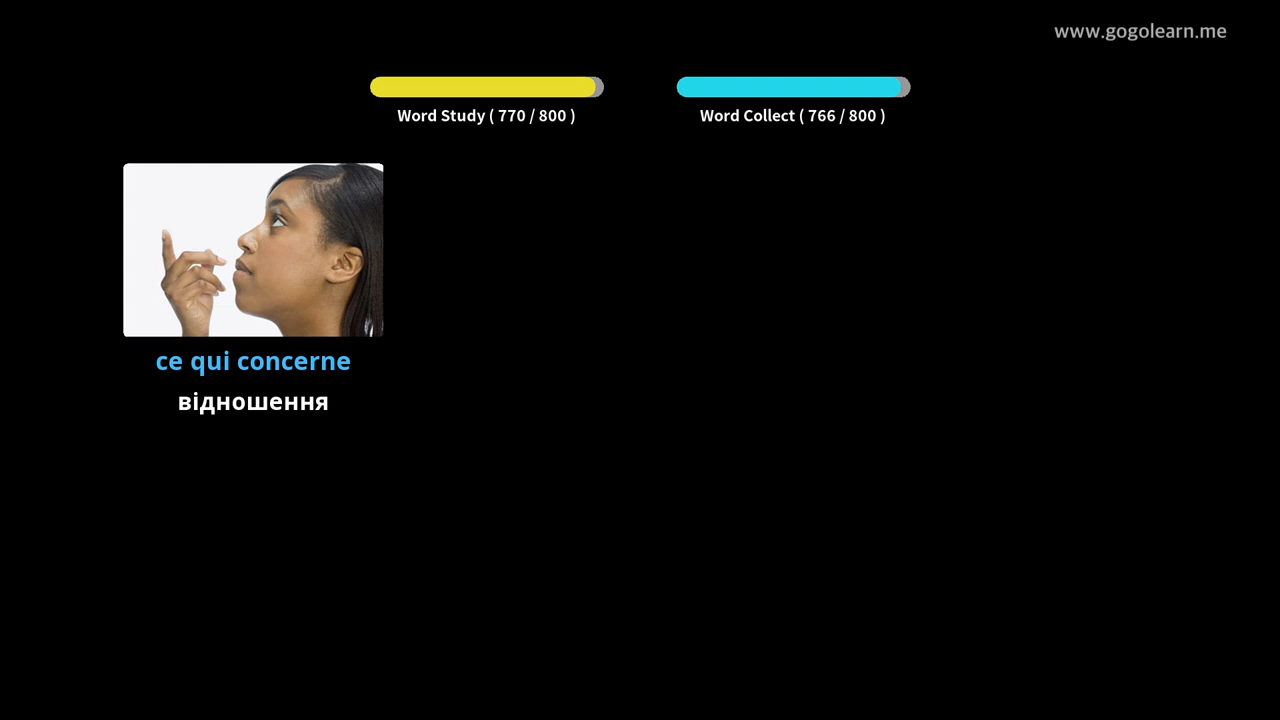 www.gogolearn.me
Word Study ( 770 / 800 )
Word Collect ( 766 / 800 )
ce qui concerne
відношення